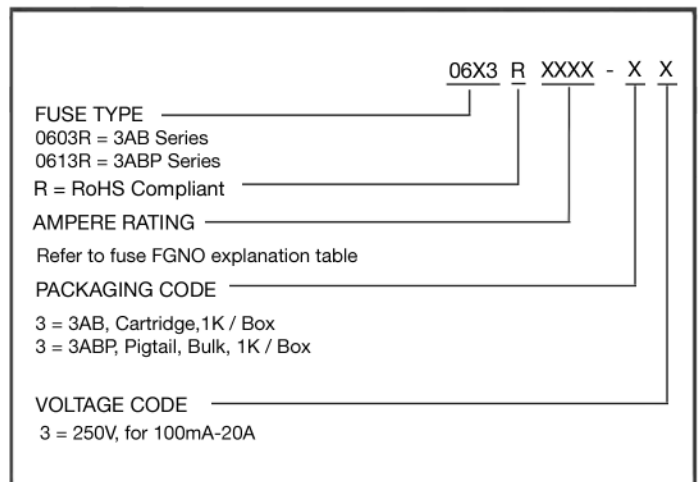 06X3 R XXXX - X X
FUSE TYPE
0603R = 3AB Series
0613R = 3ABP Series
R = RoHS Compliant
AMPERE RATING
Refer to fuse FGNO explanation table
PACKAGING CODE
3 = 3AB, Cartridge,1K / Box
3 = 3ABP, Pigtail, Bulk, 1K / Box
VOLTAGE CODE
3 = 250V, for 100mA-20A